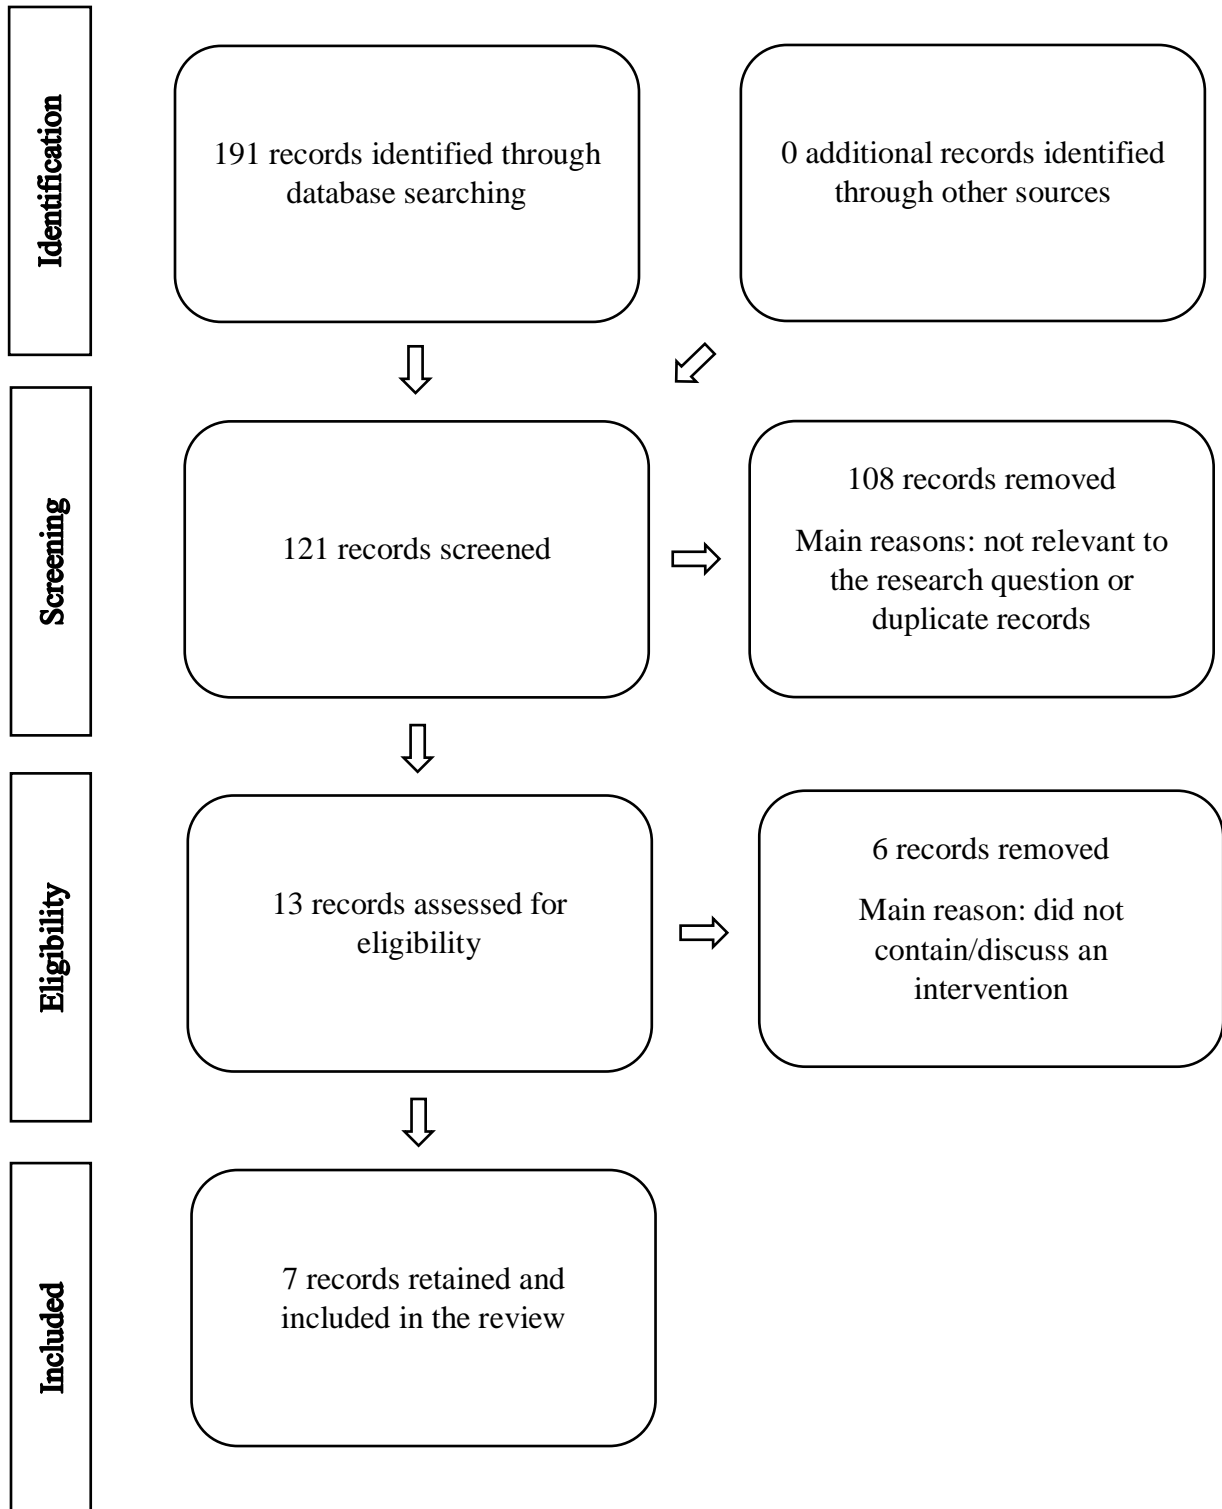 Identification
191 records identified through
database searching
0 additional records identified
through other sources
Screening
121 records screened
108 records removed
Main reasons: not relevant to
the research question or
duplicate records
Eligibility
13 records assessed for
eligibility
6 records removed
Main reason: did not
contain/discuss an
intervention
Included
7 records retained and
included in the review